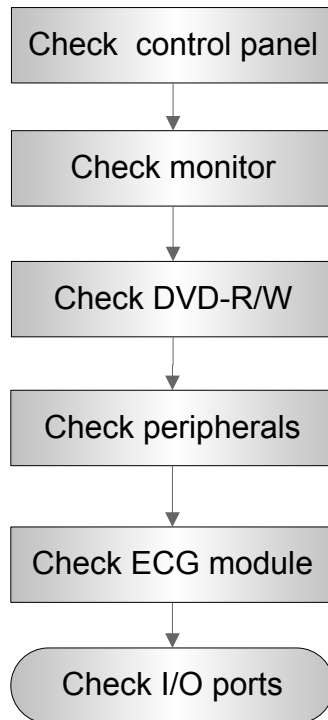 Check control panel
Check monitor
Check DVD-R/W
Check peripherals
Check ECG module
Check I/O ports